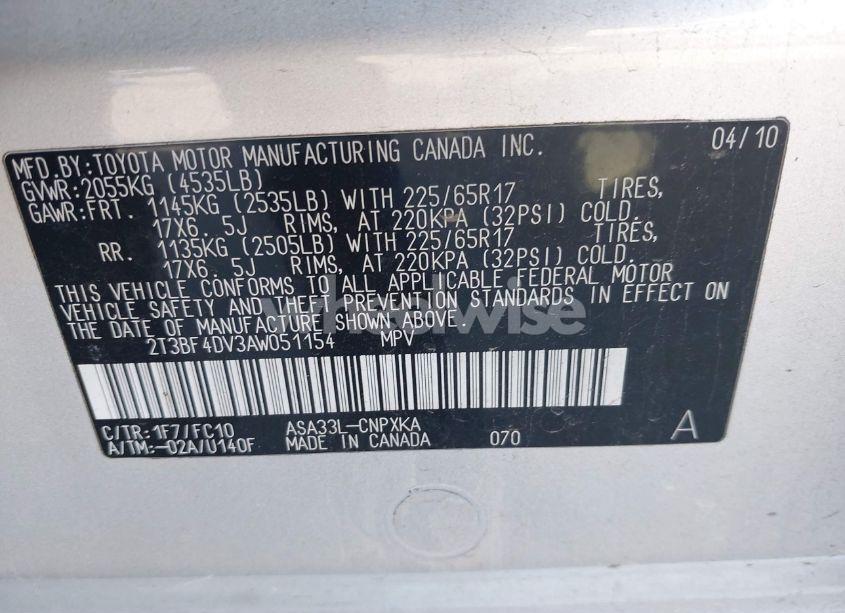 MFD.BY:TOYOTA MOTOR MANUFACTURING CANADA INC. 04/10
GVWR:2055KG (4535LB)
GAWR:FRT. 1145KG (2535LB) WITH 225/65R17 TIRES,
17X6.5J RIMS, AT 220KPA (32PSI) COLD.
RR. 1135KG (2505LB) WITH 225/65R17 TIRES,
17X6.5J RIMS, AT 220KPA (32PSI) COLD.
THIS VEHICLE CONFORMS TO ALL APPLICABLE FEDERAL MOTOR
VEHICLE SAFETY AND THEFT PREVENTION STANDARDS IN EFFECT ON
THE DATE OF MANUFACTURE SHOWN ABOVE.
wheelwise
2T3BF4DV3AW051154 MPV
C/TR:1F7/FC10 ASA33L-CNPXKA
A/TM:-02A/U140F MADE IN CANADA 070 A